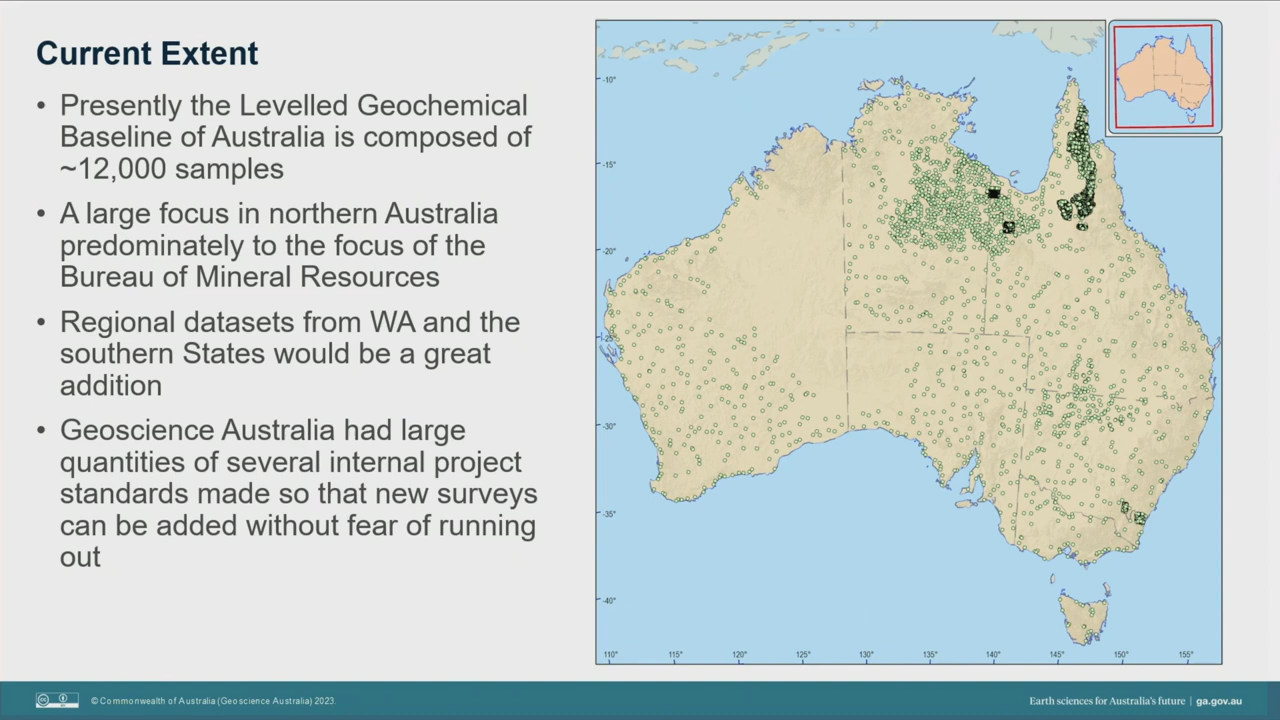 Current Extent
• Presently the Levelled Geochemical
Baseline of Australia is composed of
~12,000 samples
• A large focus in northern Australia
predominately to the focus of the
Bureau of Mineral Resources
• Regional datasets from WA and the
southern States would be a great
addition
• Geoscience Australia had large
quantities of several internal project
standards made so that new surveys
can be added without fear of running
out
-10°
-15°
-20°
-25°
-30°
-35°
-40°
110° 115° 120° 125° 130° 135° 140° 145° 150° 155°
© Commonwealth of Australia (Geoscience Australia) 2023.
Earth sciences for Australia's future | ga.gov.au